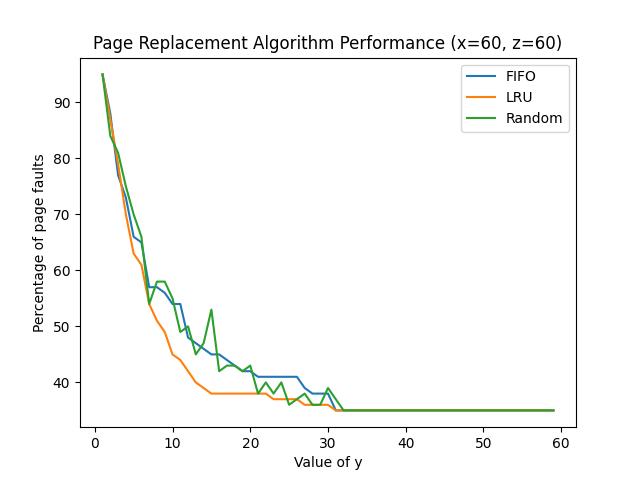 Page Replacement Algorithm Performance (x=60, z=60)
FIFO
LRU
Random
Percentage of page faults
90
80
70
60
50
40
0 10 20 30 40 50 60
Value of y